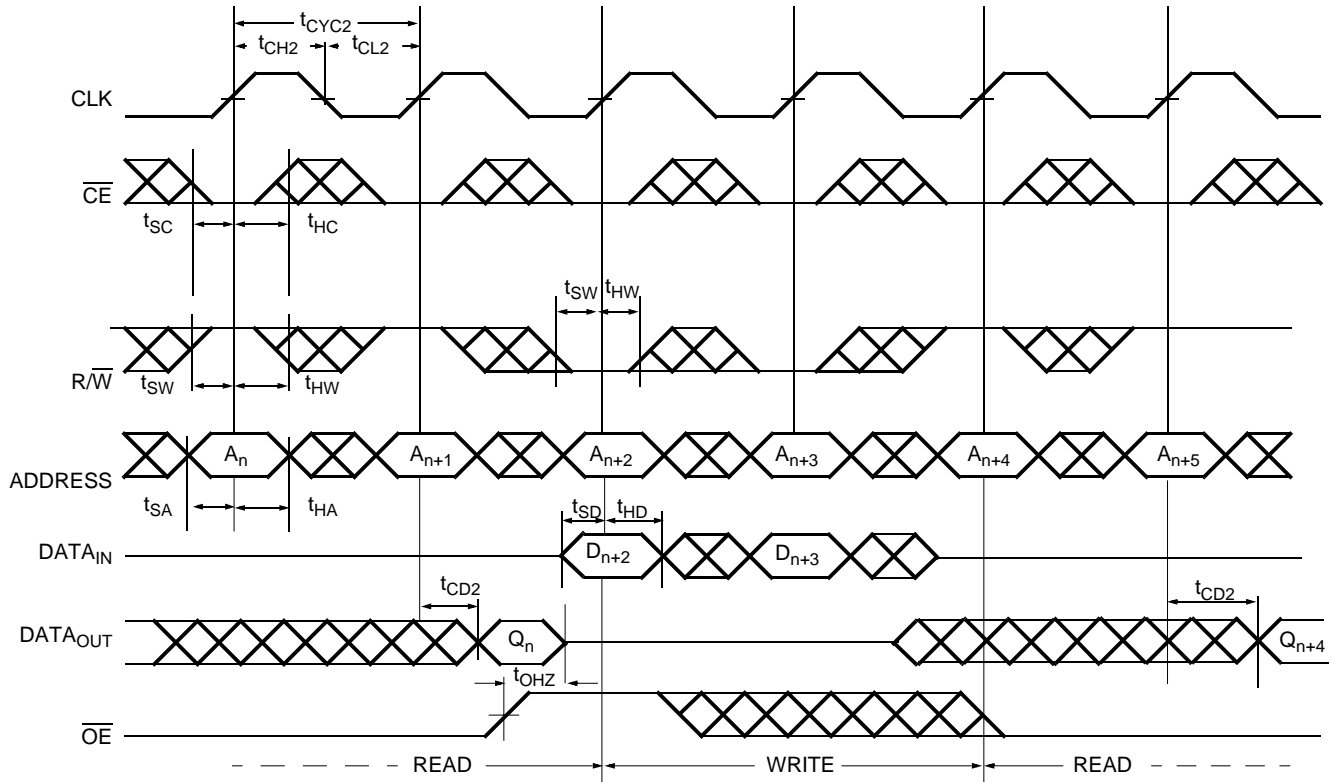 tCYC2
tCH2 tCL2
CLK
CE
tSC tHC
tSW tHW
R/W
tSW tHW
An An+1 An+2 An+3 An+4 An+5
ADDRESS
tSA tHA
tSD tHD
DATAIN Dn+2 Dn+3
tCD2 tCD2
DATAOUT Qn Qn+4
tOHZ
OE
READ WRITE READ